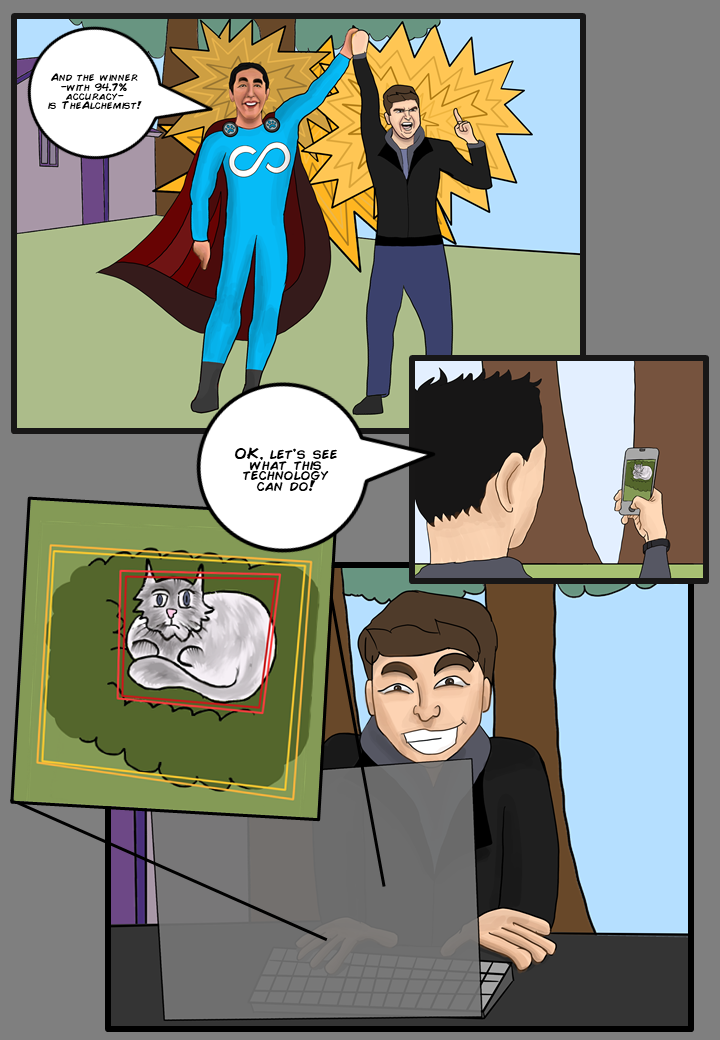 And the winner
-with 94.7%
accuracy-
is TheAlchemist!
OK, let's see
what this
technology
can do!